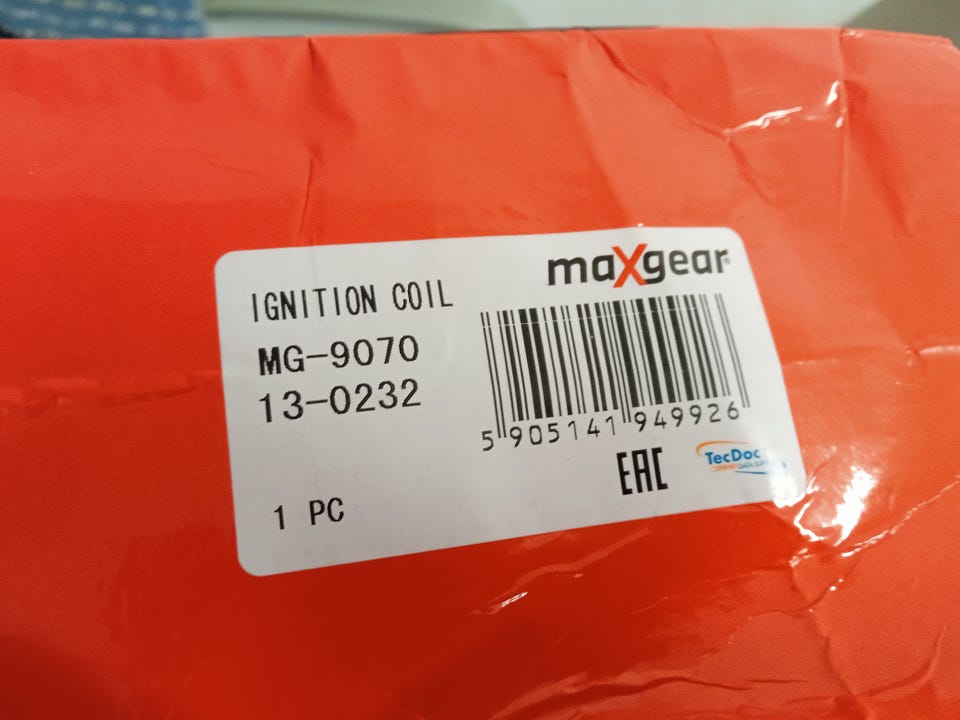 maXgear®
IGNITION COIL
MG-9070
13-0232
5 905141 949926
EAC
TecDoc
1 PC